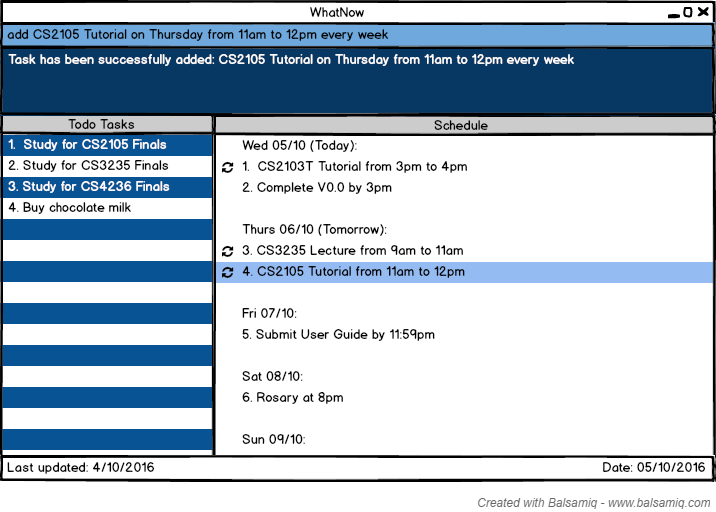 WhatNow
add CS2105 Tutorial on Thursday from 11am to 12pm every week
Task has been successfully added: CS2105 Tutorial on Thursday from 11am to 12pm every week
Todo Tasks
1. Study for CS2105 Finals
2. Study for CS3235 Finals
3. Study for CS4236 Finals
4. Buy chocolate milk
Schedule
Wed 05/10 (Today):
1. CS2103T Tutorial from 3pm to 4pm
2. Complete V0.0 by 3pm
Thurs 06/10 (Tomorrow):
3. CS3235 Lecture from 9am to 11am
4. CS2105 Tutorial from 11am to 12pm
Fri 07/10:
5. Submit User Guide by 11:59pm
Sat 08/10:
6. Rosary at 8pm
Sun 09/10:
Last updated: 4/10/2016
Date: 05/10/2016
Created with Balsamiq - www.balsamiq.com